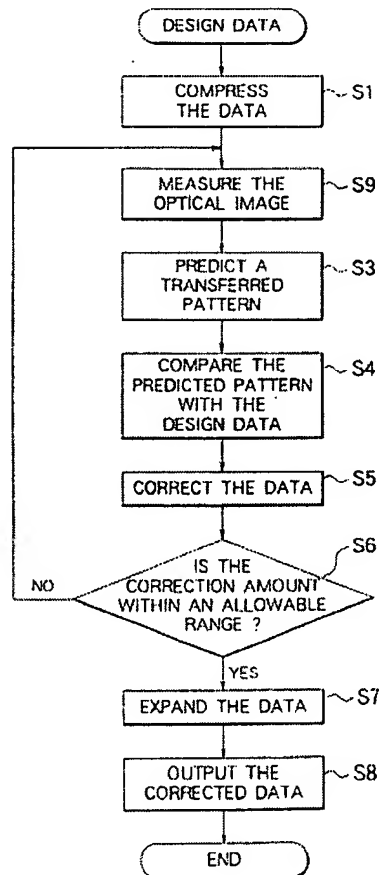 DESIGN DATA
COMPRESS
THE DATA
S1
MEASURE THE
OPTICAL IMAGE
S9
PREDICT A
TRANSFERRED
PATTERN
S3
COMPARE THE
PREDICTED PATTERN
WITH THE
DESIGN DATA
S4
CORRECT THE DATA
S5
IS THE
CORRECTION AMOUNT
WITHIN AN ALLOWABLE
RANGE ?
S6
NO
YES
EXPAND THE DATA
S7
OUTPUT THE
CORRECTED DATA
S8
END